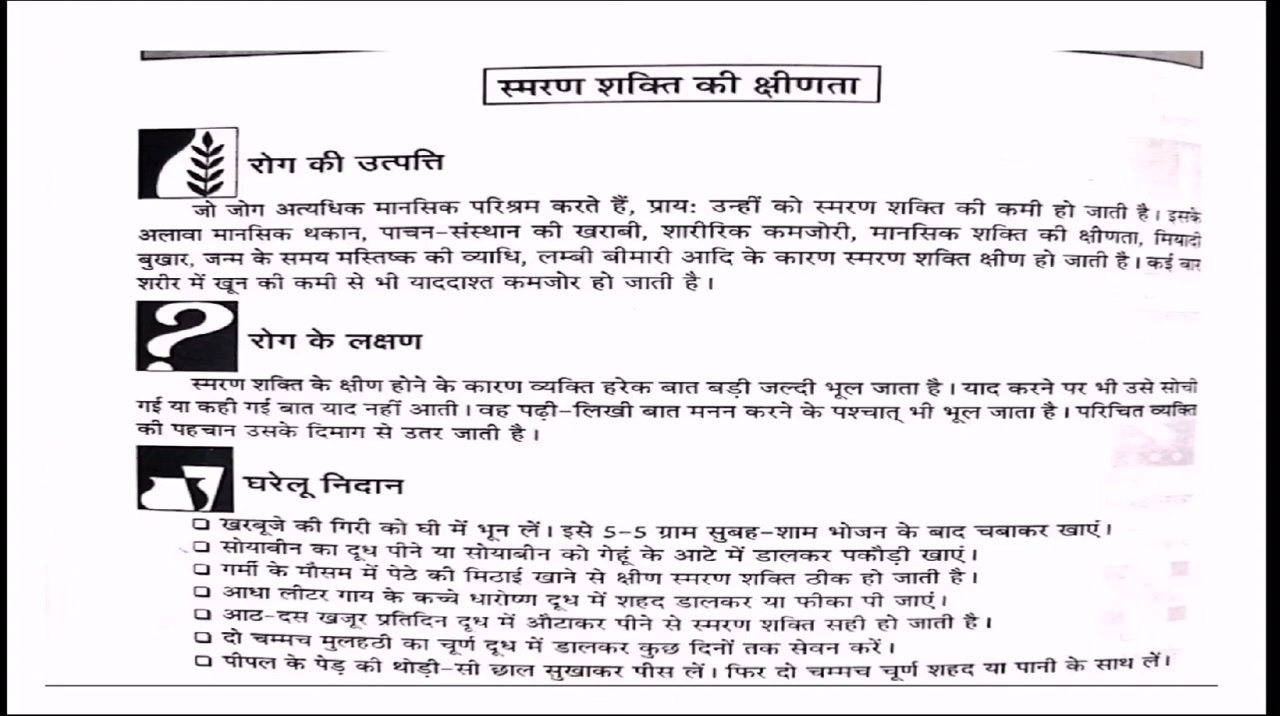 स्मरण शक्ति की क्षीणता
रोग की उत्पत्ति
जो जोग अत्यधिक मानसिक परिश्रम करते हैं, प्रायः उन्हीं को स्मरण शक्ति की कमी हो जाती है। इसके
अलावा मानसिक थकान, पाचन-संस्थान की खराबी, शारीरिक कमजोरी, मानसिक शक्ति की क्षीणता, मियादी
बुखार, जन्म के समय मस्तिष्क की व्याधि, लम्बी बीमारी आदि के कारण स्मरण शक्ति क्षीण हो जाती है। कई बार
शरीर में खून की कमी से भी याददाश्त कमजोर हो जाती है।
रोग के लक्षण
स्मरण शक्ति के क्षीण होने के कारण व्यक्ति हरेक बात बड़ी जल्दी भूल जाता है। याद करने पर भी उसे सोची
गई या कही गई बात याद नहीं आती। वह पढ़ी-लिखी बात मनन करने के पश्चात् भी भूल जाता है। परिचित व्यक्ति
की पहचान उसके दिमाग से उतर जाती है।
घरेलू निदान
❏ खरबूजे की गिरी को घी में भून लें। इसे 5-5 ग्राम सुबह-शाम भोजन के बाद चबाकर खाएं।
❏ सोयाबीन का दूध पीने या सोयाबीन को गेहूं के आटे में डालकर पकौड़ी खाएं।
❏ गर्मी के मौसम में पेठे की मिठाई खाने से क्षीण स्मरण शक्ति ठीक हो जाती है।
❏ आधा लीटर गाय के कच्चे धारोष्ण दूध में शहद डालकर या फीका पी जाएं।
❏ आठ-दस खजूर प्रतिदिन दूध में औटाकर पीने से स्मरण शक्ति सही हो जाती है।
❏ दो चम्मच मुलहठी का चूर्ण दूध में डालकर कुछ दिनों तक सेवन करें।
❏ पीपल के पेड़ की थोड़ी-सी छाल सुखाकर पीस लें। फिर दो चम्मच चूर्ण शहद या पानी के साथ लें।